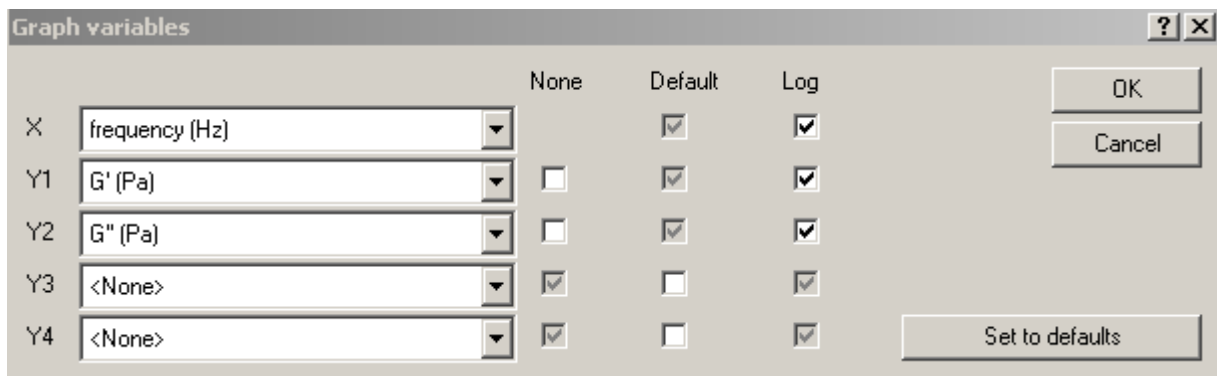 Graph variables
None Default Log
OK
X frequency (Hz)
Cancel
Y1 G' (Pa)
Y2 G" (Pa)
Y3 <None>
Y4 <None>
Set to defaults